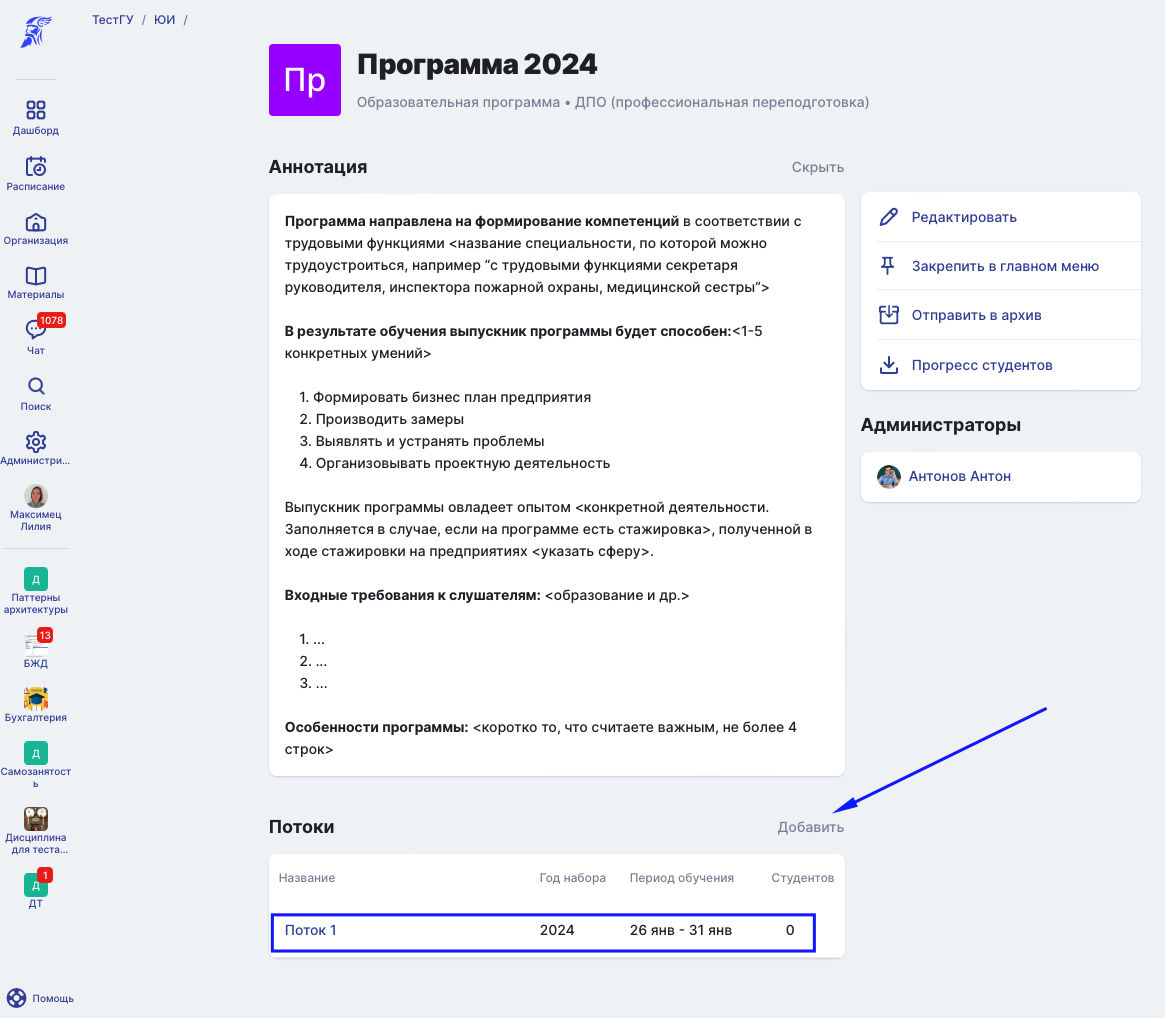 ТестГУ / ЮИ /
Пр
Программа 2024
Образовательная программа • ДПО (профессиональная переподготовка)
Дашборд
Расписание
Организация
Материалы
1078
Чат
Поиск
Администри...
Максимец
Лилия
Д
Паттерны
архитектуры
13
БЖД
Бухгалтерия
Д
Самозанятост
ь
Дисциплина
для теста...
1
Д
ДТ
Помощь
Аннотация
Скрыть
Программа направлена на формирование компетенций в соответствии с
трудовыми функциями <название специальности, по которой можно
трудоустроиться, например “с трудовыми функциями секретаря
руководителя, инспектора пожарной охраны, медицинской сестры”>
В результате обучения выпускник программы будет способен:<1-5
конкретных умений>
1. Формировать бизнес план предприятия
2. Производить замеры
3. Выявлять и устранять проблемы
4. Организовывать проектную деятельность
Выпускник программы овладеет опытом <конкретной деятельности.
Заполняется в случае, если на программе есть стажировка>, полученной в
ходе стажировки на предприятиях <указать сферу>.
Входные требования к слушателям: <образование и др.>
1. ...
2. ...
3. ...
Особенности программы: <коротко то, что считаете важным, не более 4
строк>
Редактировать
Закрепить в главном меню
Отправить в архив
Прогресс студентов
Администраторы
Антонов Антон
Потоки
Добавить
Название Год набора Период обучения Студентов
Поток 1 2024 26 янв - 31 янв 0